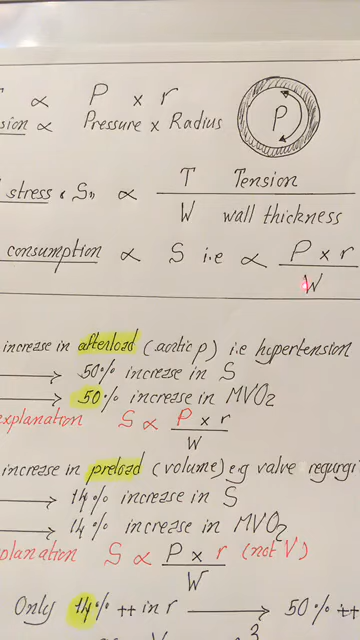 ∝ P x r
sion ∝ Pressure x Radius
P
stress "S" ∝ T Tension
W wall thickness
consumption ∝ S i.e ∝ P x r
W
increase in afterload (aortic p) i.e hypertension
→ 50% increase in S
→ 50% increase in MVO2
explanation S ∝ P x r
W
increase in preload (volume) e.g valve regurgi
→ 14% increase in S
→ 14% increase in MVO2
planation S ∝ P x r (not V)
W
Only 14% ++ in r → 50% ++